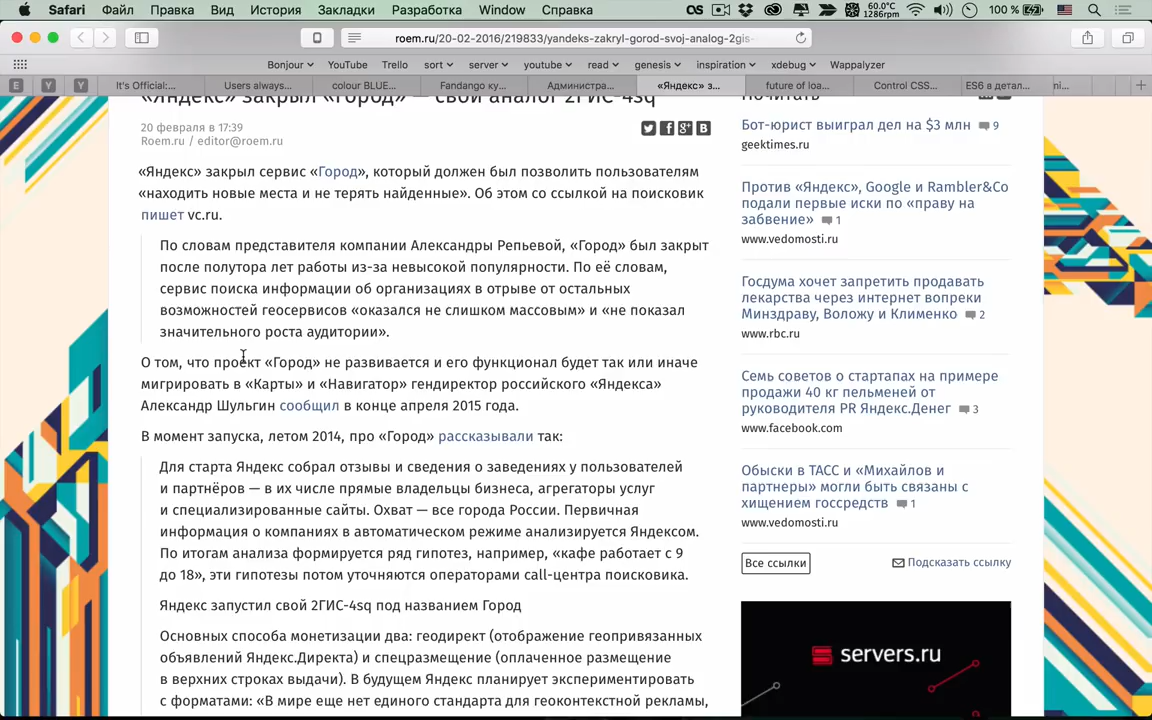 Safari Файл Правка Вид История Закладки Разработка Window Справка
60.0°C
1286rpm
100 %
roem.ru/20-02-2016/219833/yandeks-zakryl-gorod-svoj-analog-2gis-
Bonjour YouTube Trello sort server youtube read genesis inspiration xdebug Wappalyzer
It's Official:... Users always... colour BLUE... Fandango ку... Администра... «Яндекс» з... future of loa... Control CSS... ES6 в детал... ni...
«Яндекс» закрыл «Город» — свой аналог 2ГИС-4sq
20 февраля в 17:39
Roem.ru / editor@roem.ru
«Яндекс» закрыл сервис «Город», который должен был позволить пользователям
«находить новые места и не терять найденные». Об этом со ссылкой на поисковик
пишет vc.ru.
По словам представителя компании Александры Репьевой, «Город» был закрыт
после полутора лет работы из-за невысокой популярности. По её словам,
сервис поиска информации об организациях в отрыве от остальных
возможностей геосервисов «оказался не слишком массовым» и «не показал
значительного роста аудитории».
О том, что проект «Город» не развивается и его функционал будет так или иначе
мигрировать в «Карты» и «Навигатор» гендиректор российского «Яндекса»
Александр Шульгин сообщил в конце апреля 2015 года.
В момент запуска, летом 2014, про «Город» рассказывали так:
Для старта Яндекс собрал отзывы и сведения о заведениях у пользователей
и партнёров — в их числе прямые владельцы бизнеса, агрегаторы услуг
и специализированные сайты. Охват — все города России. Первичная
информация о компаниях в автоматическом режиме анализируется Яндексом.
По итогам анализа формируется ряд гипотез, например, «кафе работает с 9
до 18», эти гипотезы потом уточняются операторами call-центра поисковика.
Яндекс запустил свой 2ГИС-4sq под названием Город
Основных способа монетизации два: геодирект (отображение геопривязанных
объявлений Яндекс.Директа) и спецразмещение (оплаченное размещение
в верхних строках выдачи). В будущем Яндекс планирует экспериментировать
с форматами: «В мире еще нет единого стандарта для геоконтекстной рекламы,
Почитать
Бот-юрист выиграл дел на $3 млн 9
geektimes.ru
Против «Яндекс», Google и Rambler&Co
подали первые иски по «праву на
забвение» 1
www.vedomosti.ru
Госдума хочет запретить продавать
лекарства через интернет вопреки
Минздраву, Воложу и Клименко 2
www.rbc.ru
Семь советов о стартапах на примере
продажи 40 кг пельменей от
руководителя PR Яндекс.Денег 3
www.facebook.com
Обыски в ТАСС и «Михайлов и
партнеры» могли быть связаны с
хищением госсредств 1
www.vedomosti.ru
Все ссылки Подсказать ссылку
servers.ru